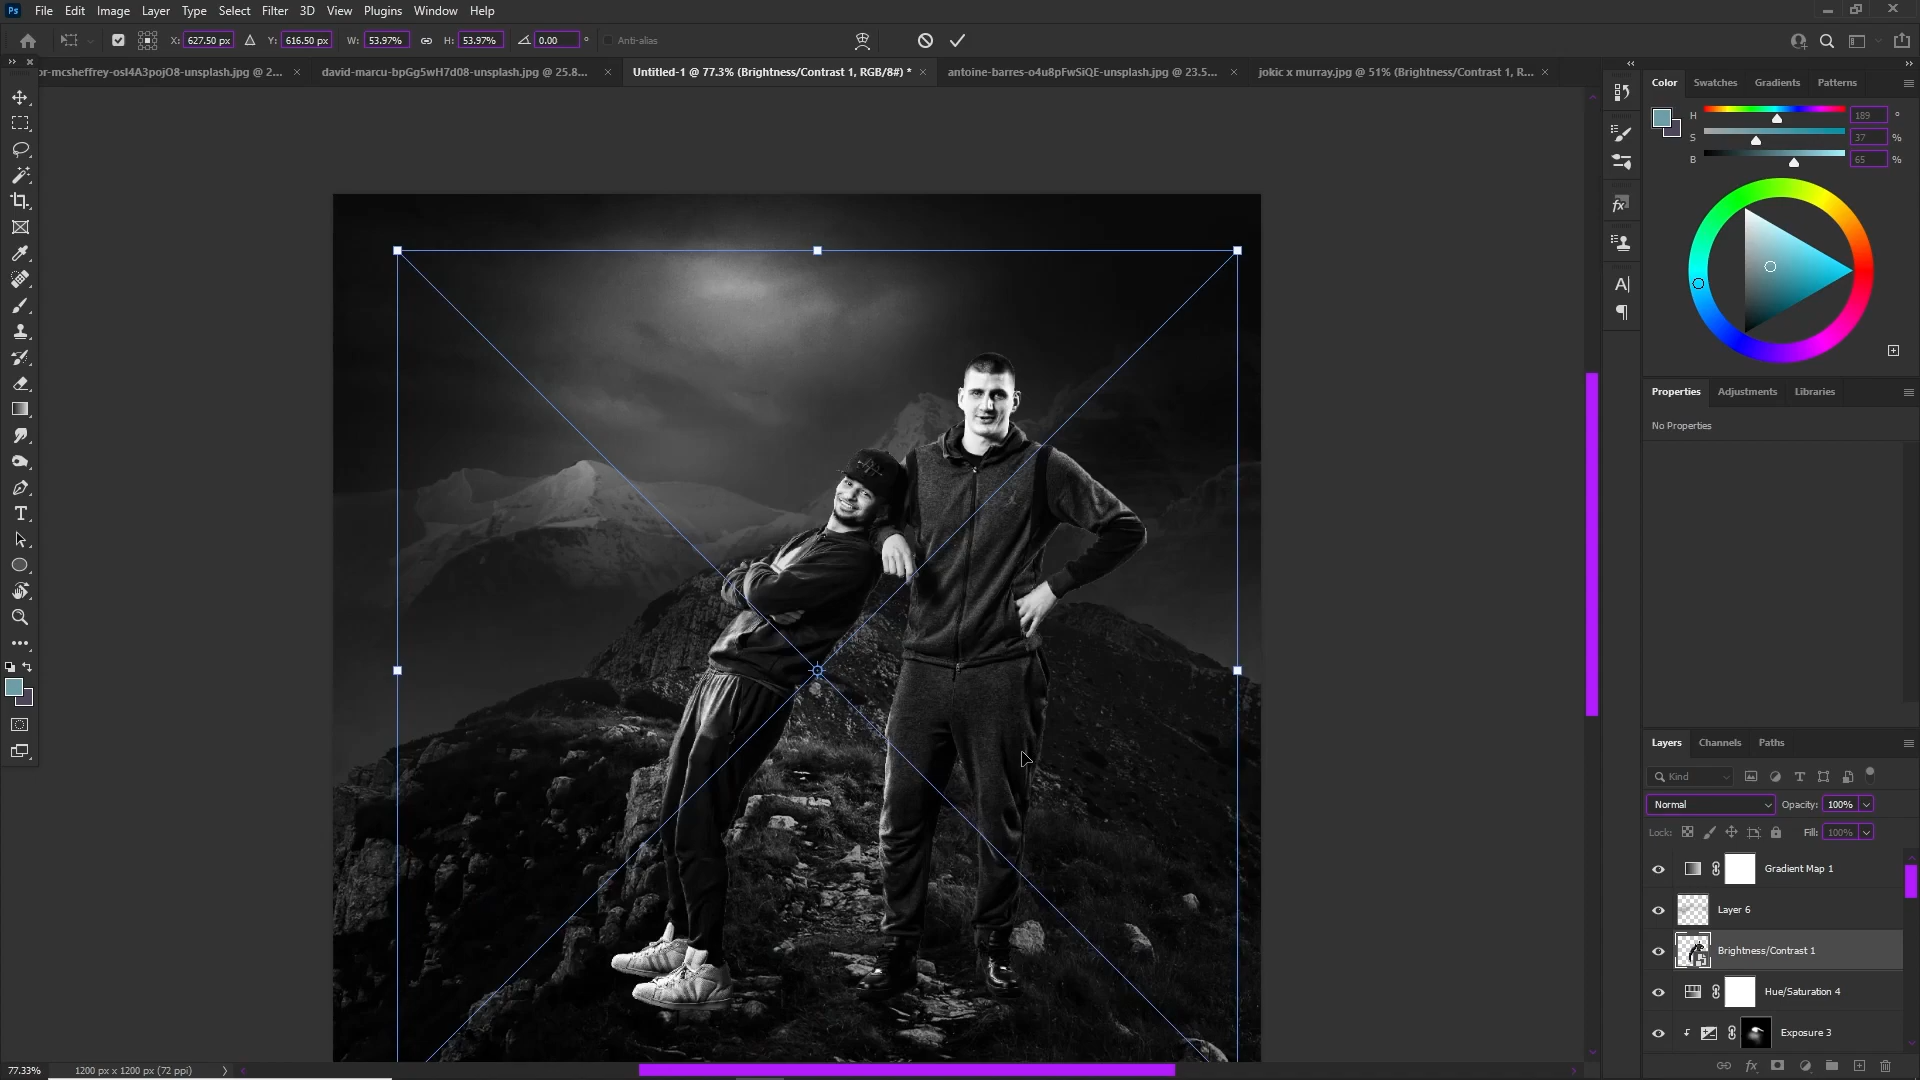 Ps File Edit Image Layer Type Select Filter 3D View Plugins Window Help
X: 627.50 px Y: 616.50 px W: 53.97% H: 53.97% 0.00 ° Anti-alias
or-mcsheffrey-osI4A3pojO8-unsplash.jpg @ 2... david-marcu-bpGg5wH7d08-unsplash.jpg @ 25.8... Untitled-1 @ 77.3% (Brightness/Contrast 1, RGB/8#) * antoine-barres-o4u8pFwSiQE-unsplash.jpg @ 23.5... jokic x murray.jpg @ 51% (Brightness/Contrast 1, R...
Color Swatches Gradients Patterns
H 189 °
S 37 %
B 65 %
Properties Adjustments Libraries
No Properties
Layers Channels Paths
Kind
Normal Opacity: 100%
Lock: Fill: 100%
Gradient Map 1
Layer 6
Brightness/Contrast 1
Hue/Saturation 4
Exposure 3
77.33% 1200 px x 1200 px (72 ppi)